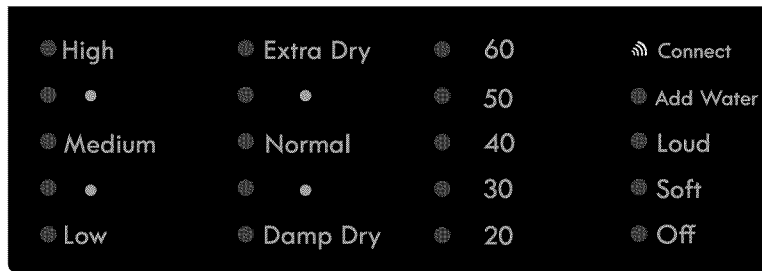 High Extra Dry 60 Connect
50 Add Water
Medium Normal 40 Loud
30 Soft
Low Damp Dry 20 Off